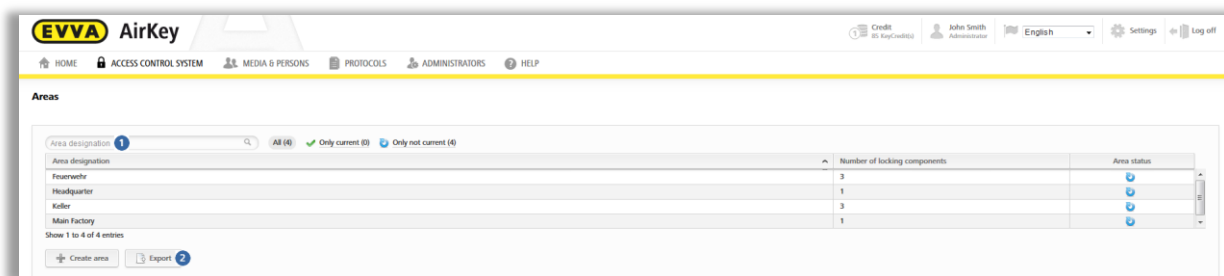 EVVA AirKey
1 Credit
85 KeyCredit(s)
John Smith
Administrator
English
Settings
Log off
HOME ACCESS CONTROL SYSTEM MEDIA & PERSONS PROTOCOLS ADMINISTRATORS ? HELP
Areas
Area designation 1 All (4) Only current (0) Only not current (4)
Area designation Number of locking components Area status
Feuerwehr 3
Headquarter 1
Keller 3
Main Factory 1
Show 1 to 4 of 4 entries
Create area Export 2